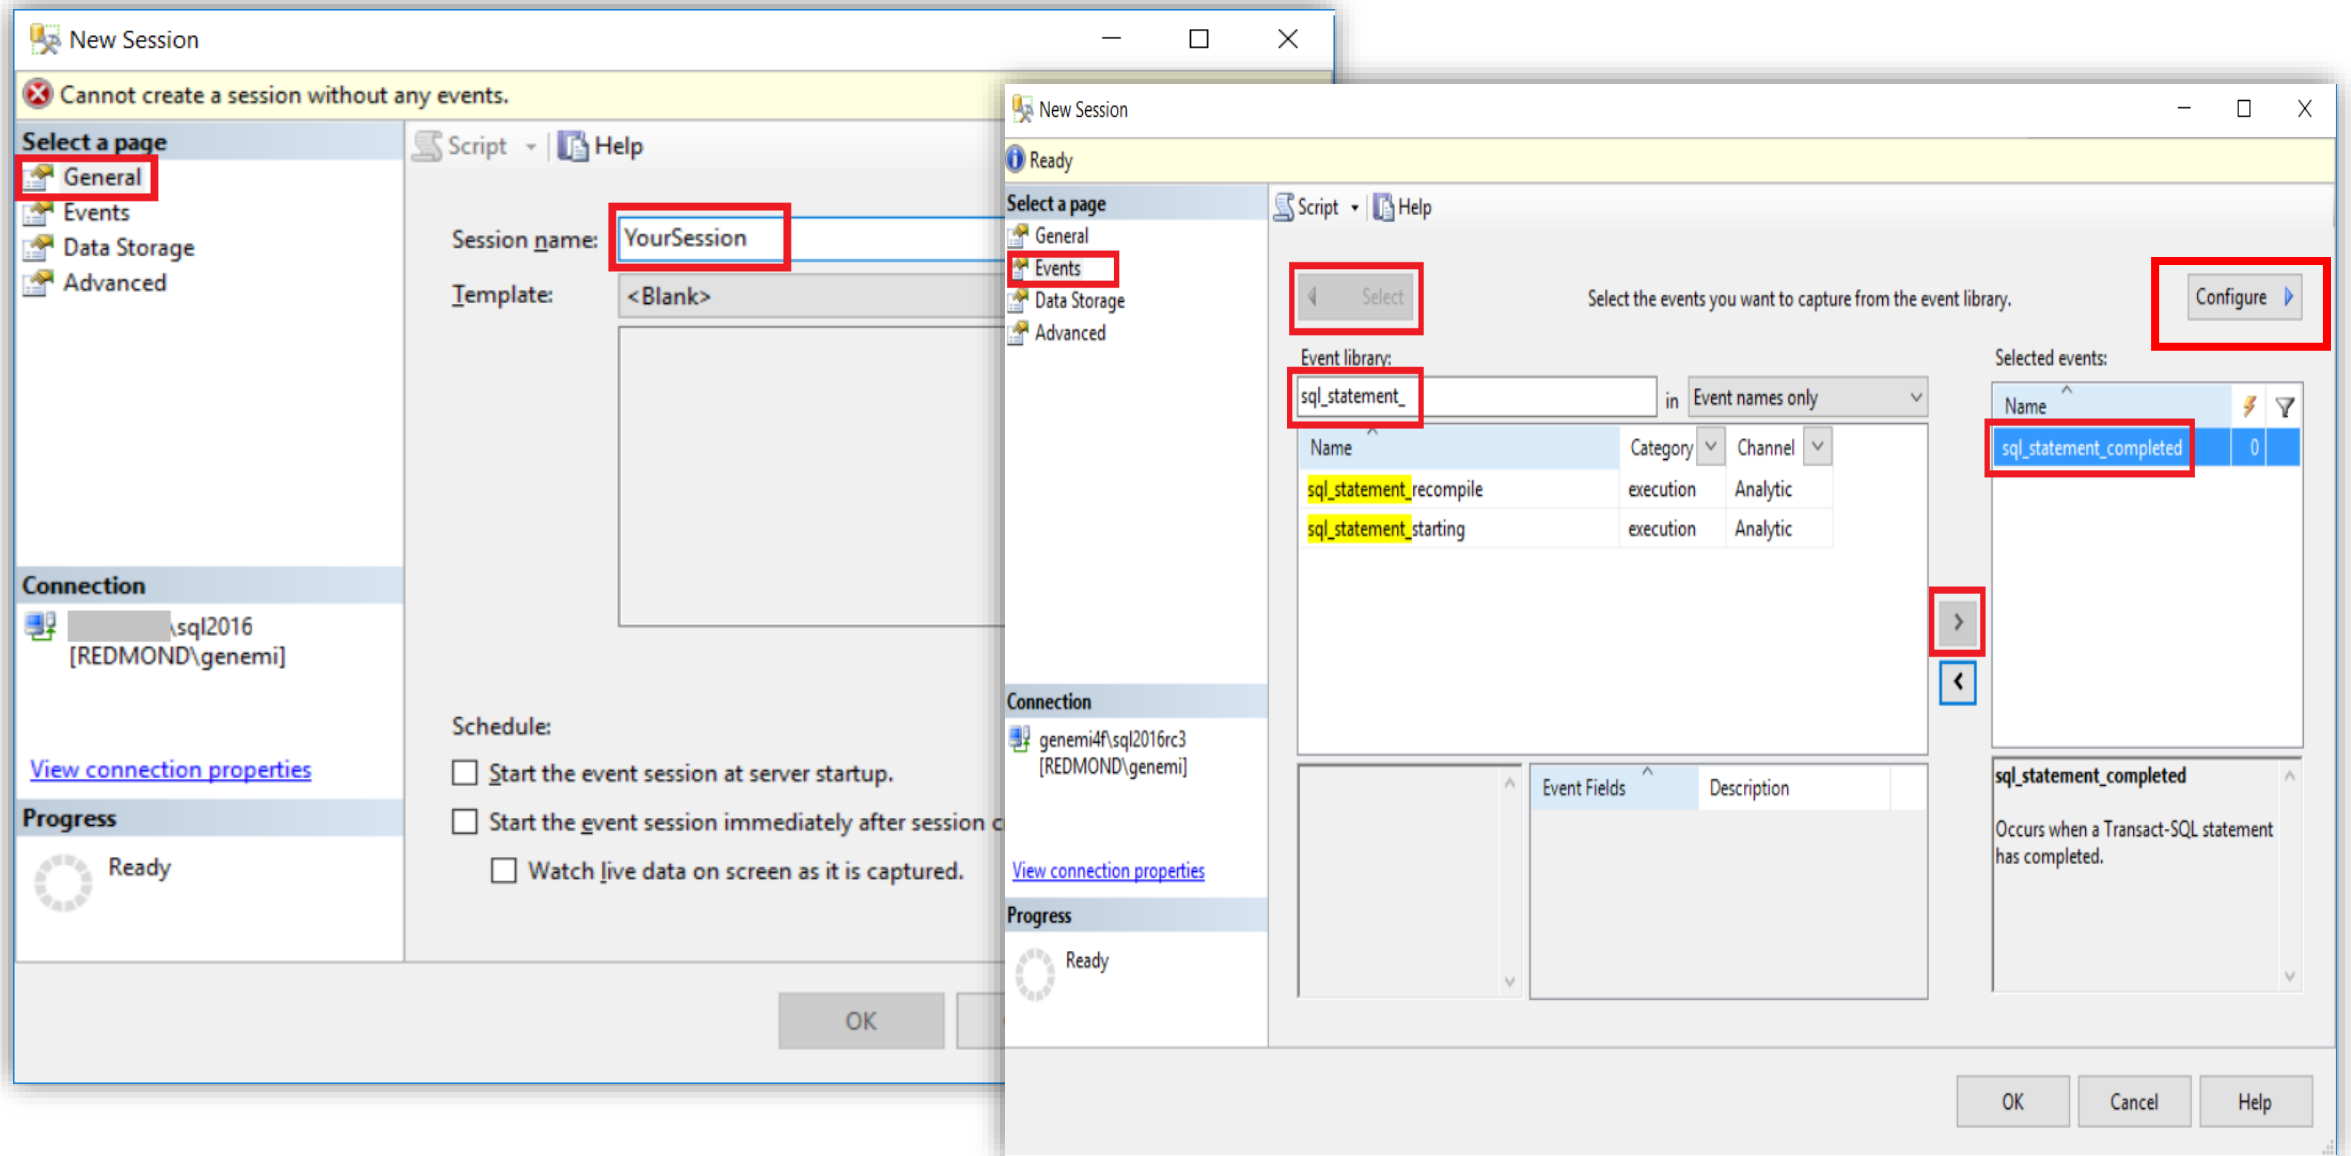 New Session
Cannot create a session without any events.
Select a page
General
Events
Data Storage
Advanced
Script
Help
Session name:
YourSession
Template:
<Blank>
Connection
\sql2016
[REDMOND\genemi]
View connection properties
Progress
Ready
Schedule:
Start the event session at server startup.
Start the event session immediately after session c
Watch live data on screen as it is captured.
OK
New Session
Ready
Select a page
General
Events
Data Storage
Advanced
Script
Help
Select
Select the events you want to capture from the event library.
Configure
Event library:
sql_statement_
in
Event names only
Name Category Channel
sql_statement_recompile execution Analytic
sql_statement_starting execution Analytic
>
<
Selected events:
Name
sql_statement_completed 0
Event Fields Description
sql_statement_completed
Occurs when a Transact-SQL statement
has completed.
Connection
genemi4f\sql2016rc3
[REDMOND\genemi]
View connection properties
Progress
Ready
OK
Cancel
Help